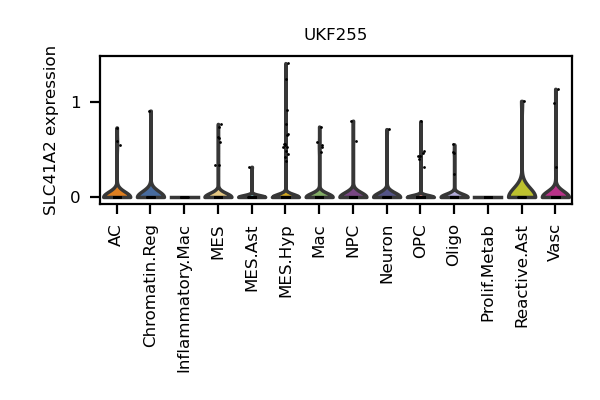 UKF255
SLC41A2 expression
1
0
AC
Chromatin.Reg
Inflammatory.Mac
MES
MES.Ast
MES.Hyp
Mac
NPC
Neuron
OPC
Oligo
Prolif.Metab
Reactive.Ast
Vasc